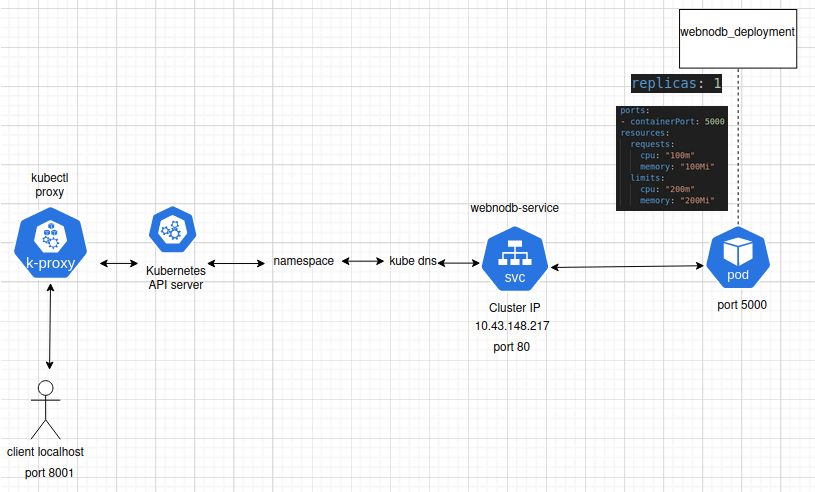 webnodb_deployment
replicas: 1
ports:
- containerPort: 5000
resources:
requests:
cpu: "100m"
memory: "100Mi"
limits:
cpu: "200m"
memory: "200Mi"
kubectl
proxy
k-proxy
Kubernetes
API server
namespace
kube dns
webnodb-service
svc
Cluster IP
10.43.148.217
port 80
pod
port 5000
client localhost
port 8001